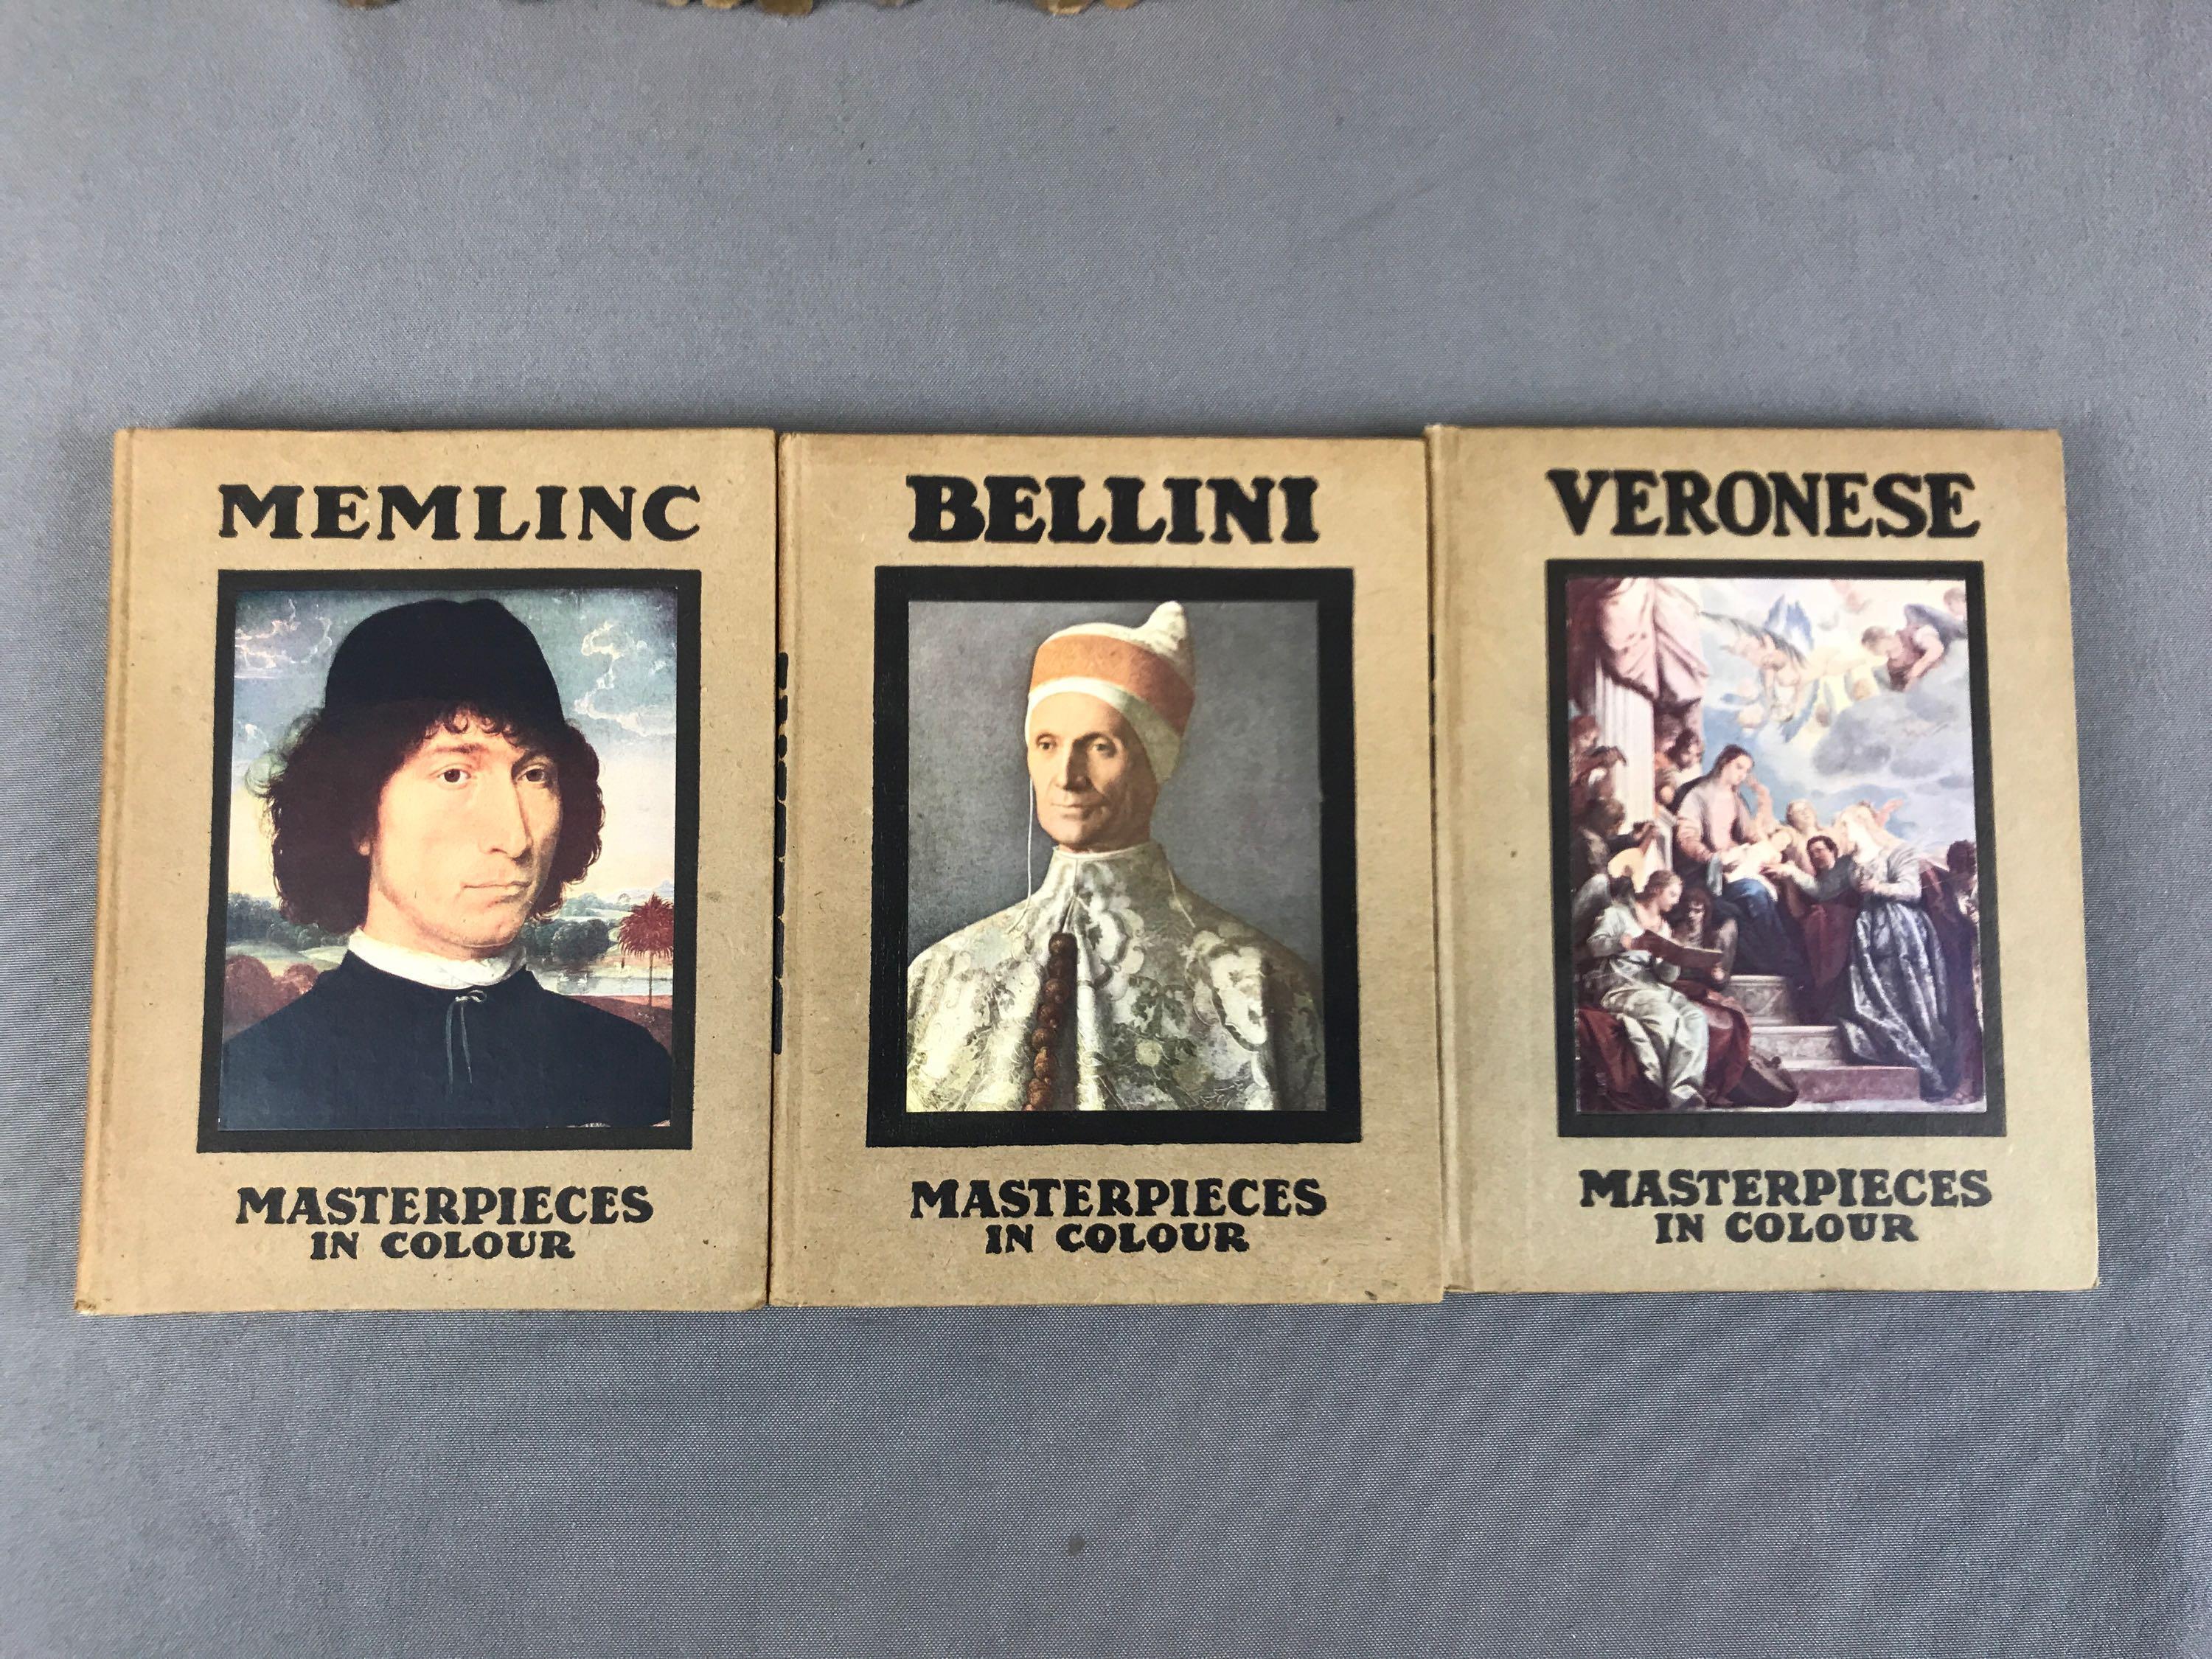 MEMLINC
MASTERPIECES
IN COLOUR
BELLINI
MASTERPIECES
IN COLOUR
VERONESE
MASTERPIECES
IN COLOUR